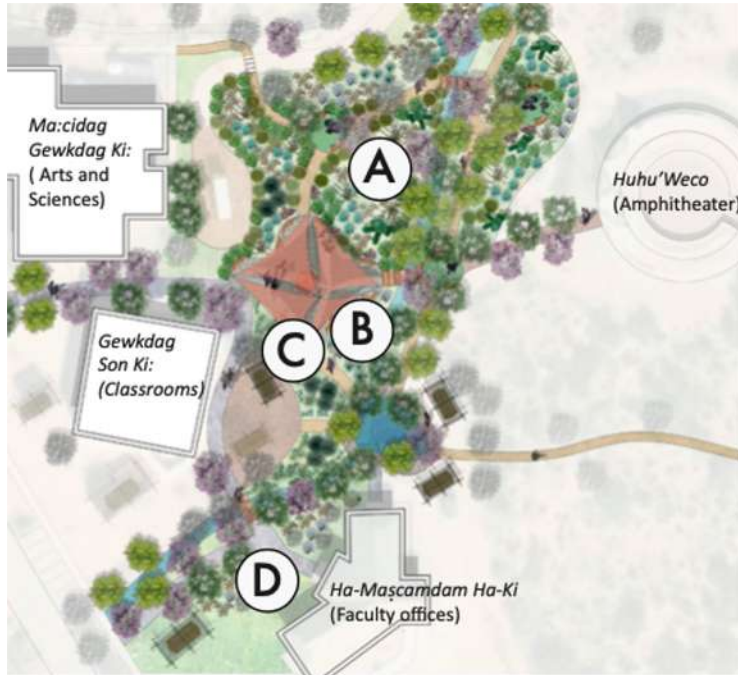 Ma:cidag
Gewkdag Ki:
( Arts and
Sciences)
A
Huhu'Weco
(Amphitheater)
B
C
Gewkdag
Son Ki:
(Classrooms)
D
Ha-Maṣcamdam Ha-Ki
(Faculty offices)